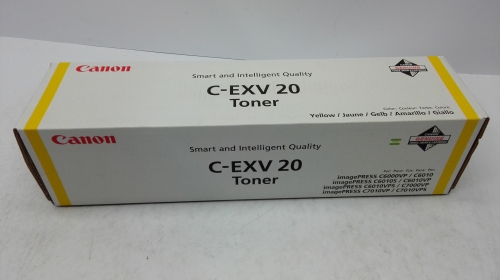 Canon
Smart and Intelligent Quality
C-EXV 20
Toner
Yellow / Jaune / Gelb / Amarillo / Giallo
Canon
Smart and Intelligent Quality
C-EXV 20
Toner
imagePRESS C6000VP / C6010
imagePRESS C6010S / C6010VP
imagePRESS C6010VPS / C7000VP
imagePRESS C7010VP / C7010VPS